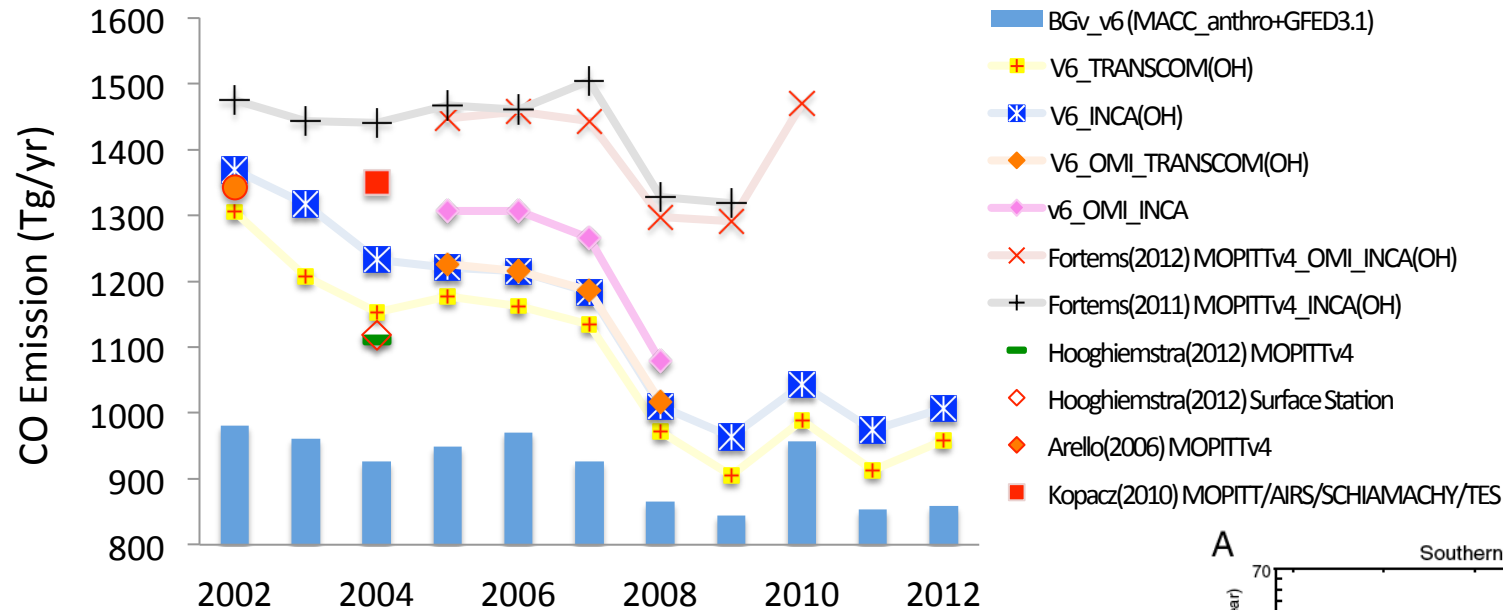 CO Emission (Tg/yr)
1600
1500
1400
1300
1200
1100
1000
900
800
2002
2004
2006
2008
2010
2012
BGv_v6 (MACC_anthro+GFED3.1)
V6_TRANSCOM(OH)
V6_INCA(OH)
V6_OMI_TRANSCOM(OH)
v6_OMI_INCA
Fortems(2012) MOPITTv4_OMI_INCA(OH)
Fortems(2011) MOPITTv4_INCA(OH)
Hooghiemstra(2012) MOPITTv4
Hooghiemstra(2012) Surface Station
Arello(2006) MOPITTv4
Kopacz(2010) MOPITT/AIRS/SCHIAMACHY/TES
A
Southern
70